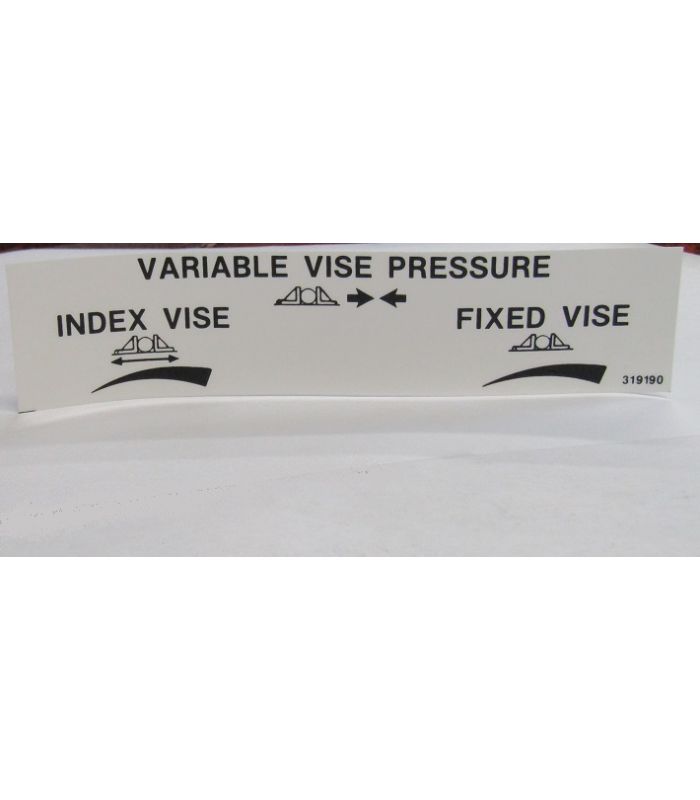 VARIABLE VISE PRESSURE
INDEX VISE
FIXED VISE
319190